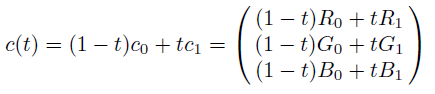 c(t) = (1 − t)c₀ + tc₁ = ( (1 − t)R₀ + tR₁
(1 − t)G₀ + tG₁
(1 − t)B₀ + tB₁ )